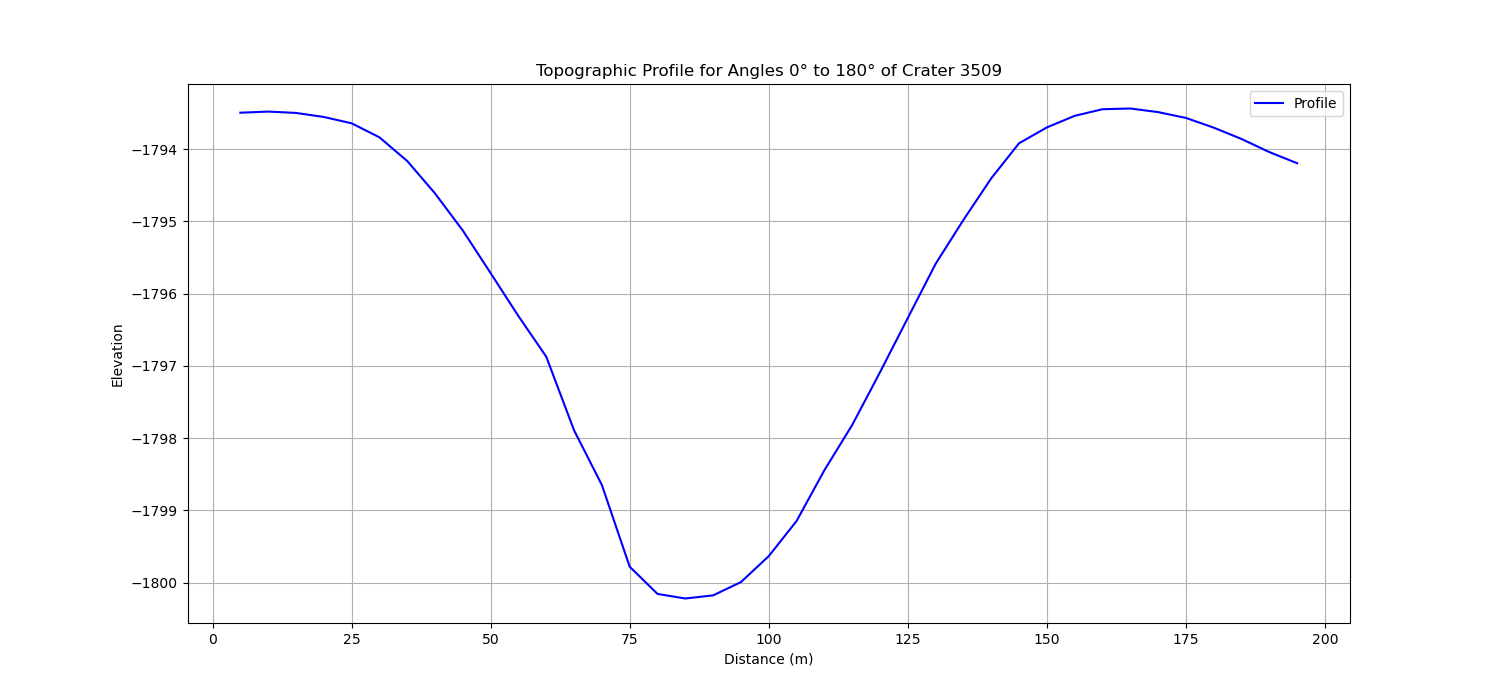 Topographic Profile for Angles 0° to 180° of Crater 3509
Profile
−1794
−1795
−1796
−1797
−1798
−1799
−1800
Elevation
0 25 50 75 100 125 150 175 200
Distance (m)